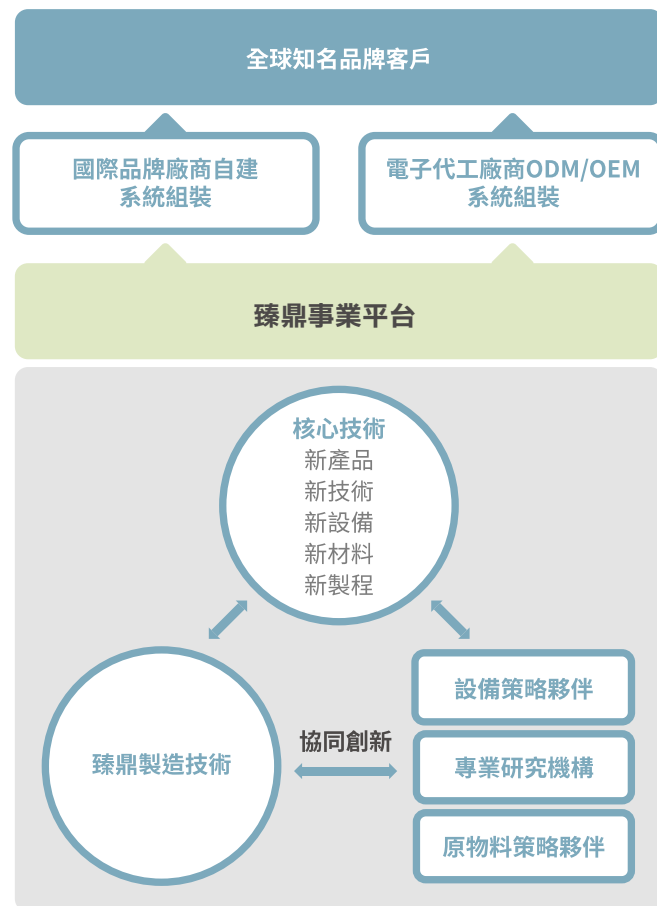 全球知名品牌客戶
國際品牌廠商自建
系統組裝
電子代工廠商ODM/OEM
系統組裝
臻鼎事業平台
核心技術
新產品
新技術
新設備
新材料
新製程
臻鼎製造技術
協同創新
設備策略夥伴
專業研究機構
原物料策略夥伴